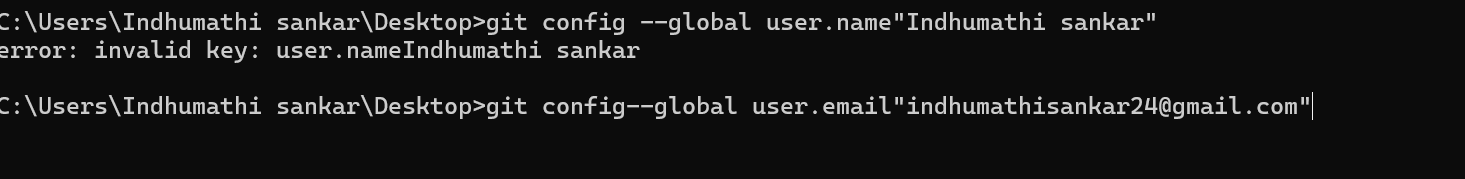 C:\Users\Indhumathi sankar\Desktop>git config --global user.name"Indhumathi sankar"
error: invalid key: user.nameIndhumathi sankar
C:\Users\Indhumathi sankar\Desktop>git config--global user.email"indhumathisankar24@gmail.com"